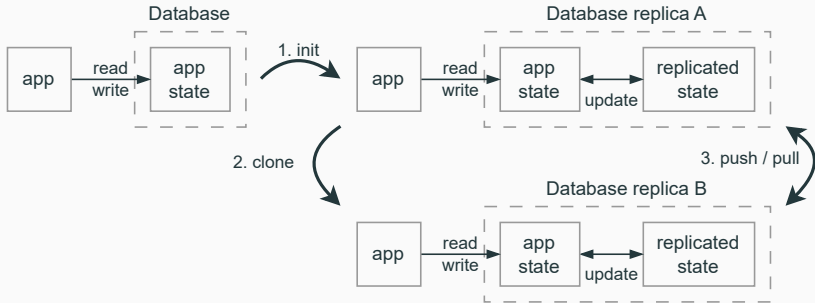 Database
app
read
write
app
state
1. init
Database replica A
app
read
write
app
state
update
replicated
state
2. clone
3. push / pull
Database replica B
app
read
write
app
state
update
replicated
state